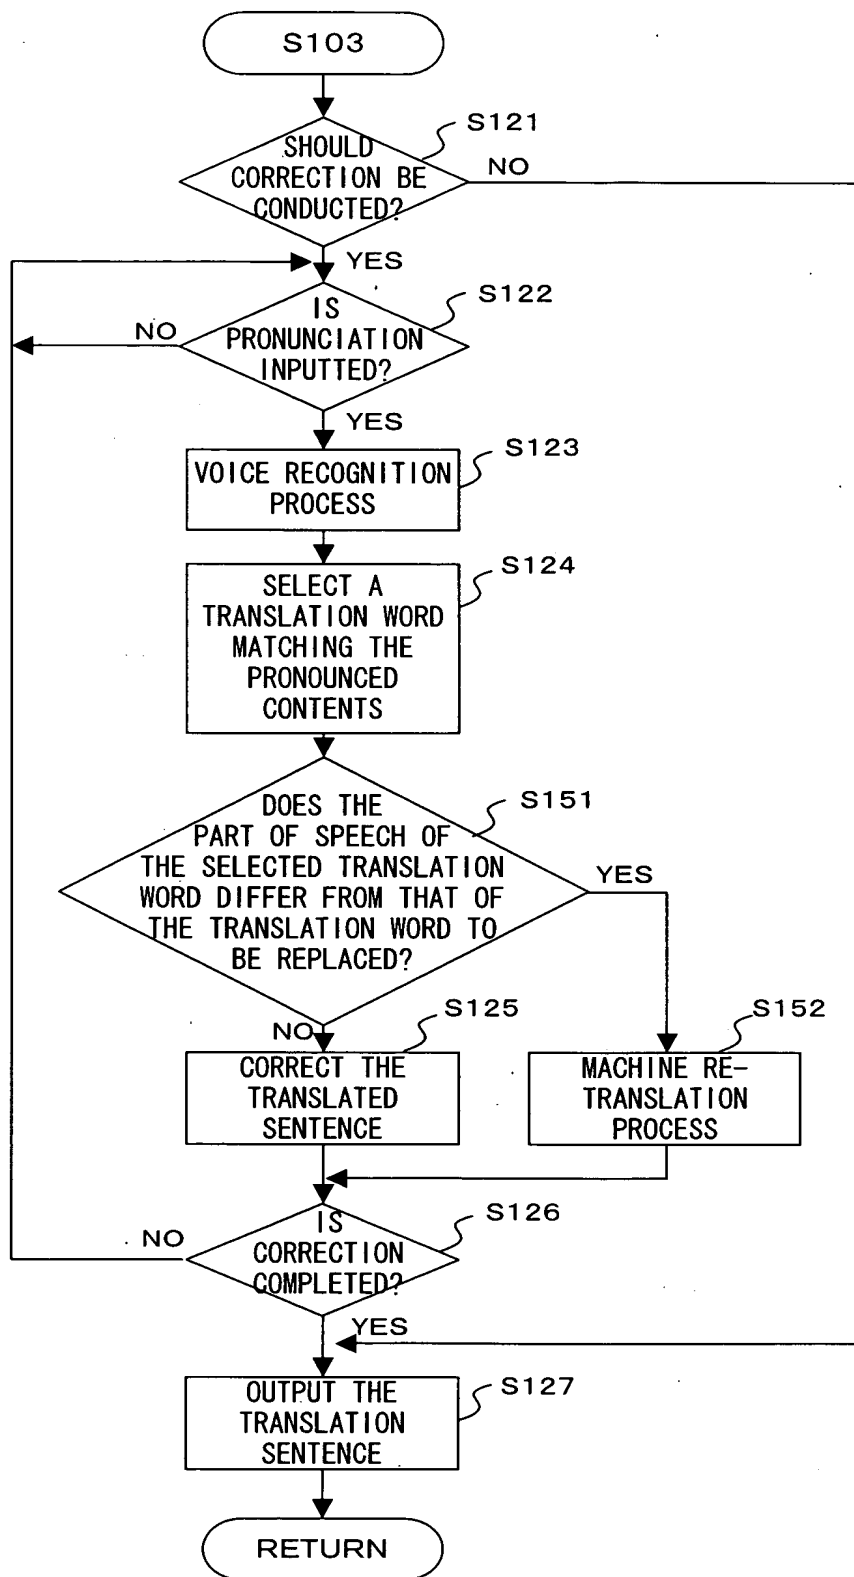 S103
S121
SHOULD
CORRECTION BE
CONDUCTED?
NO
YES
S122
IS
PRONUNCIATION
INPUTTED?
NO
YES
S123
VOICE RECOGNITION
PROCESS
S124
SELECT A
TRANSLATION WORD
MATCHING THE
PRONOUNCED
CONTENTS
S151
DOES THE
PART OF SPEECH OF
THE SELECTED TRANSLATION
WORD DIFFER FROM THAT OF
THE TRANSLATION WORD TO
BE REPLACED?
YES
NO
S125
CORRECT THE
TRANSLATED
SENTENCE
S152
MACHINE RE-
TRANSLATION
PROCESS
S126
IS
CORRECTION
COMPLETED?
NO
YES
S127
OUTPUT THE
TRANSLATION
SENTENCE
RETURN